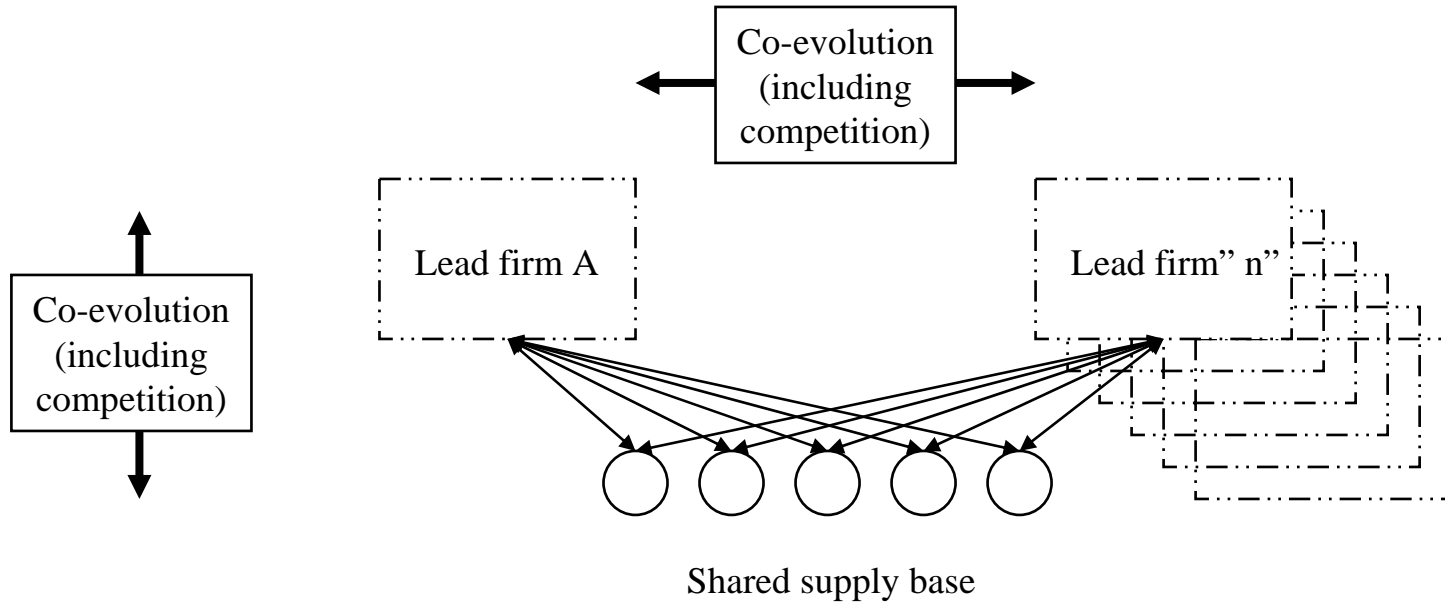 Co-evolution
(including
competition)
Lead firm A
Lead firm” n”
Co-evolution
(including
competition)
Shared supply base